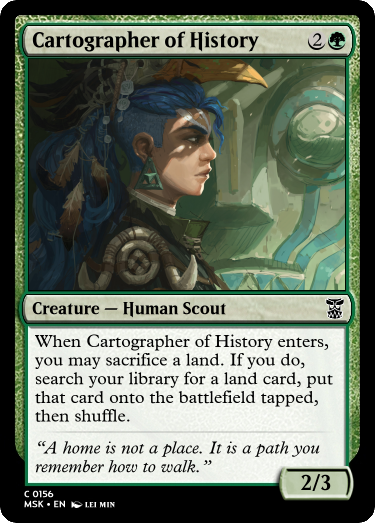 Cartographer of History 2
Creature — Human Scout
When Cartographer of History enters,
you may sacrifice a land. If you do,
search your library for a land card, put
that card onto the battlefield tapped,
then shuffle.
“A home is not a place. It is a path you
remember how to walk.”
2/3
C 0156
MSK • EN LEI MIN